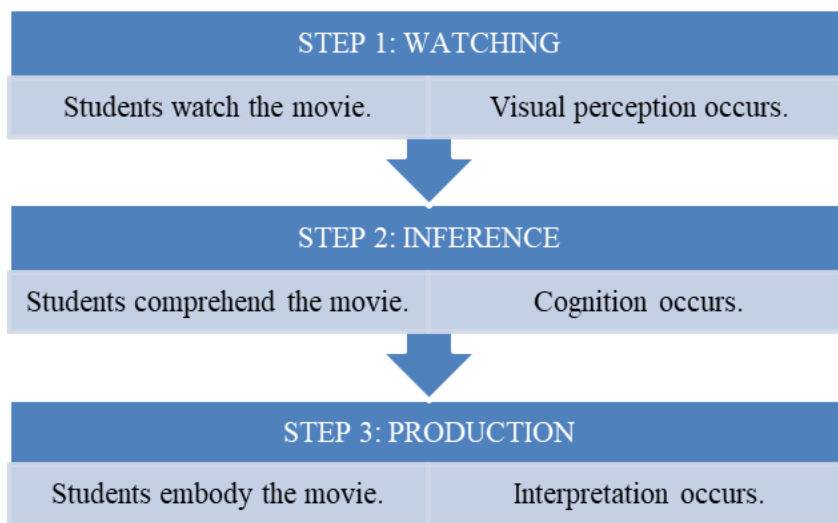 STEP 1: WATCHING
Students watch the movie.
Visual perception occurs.
STEP 2: INFERENCE
Students comprehend the movie.
Cognition occurs.
STEP 3: PRODUCTION
Students embody the movie.
Interpretation occurs.